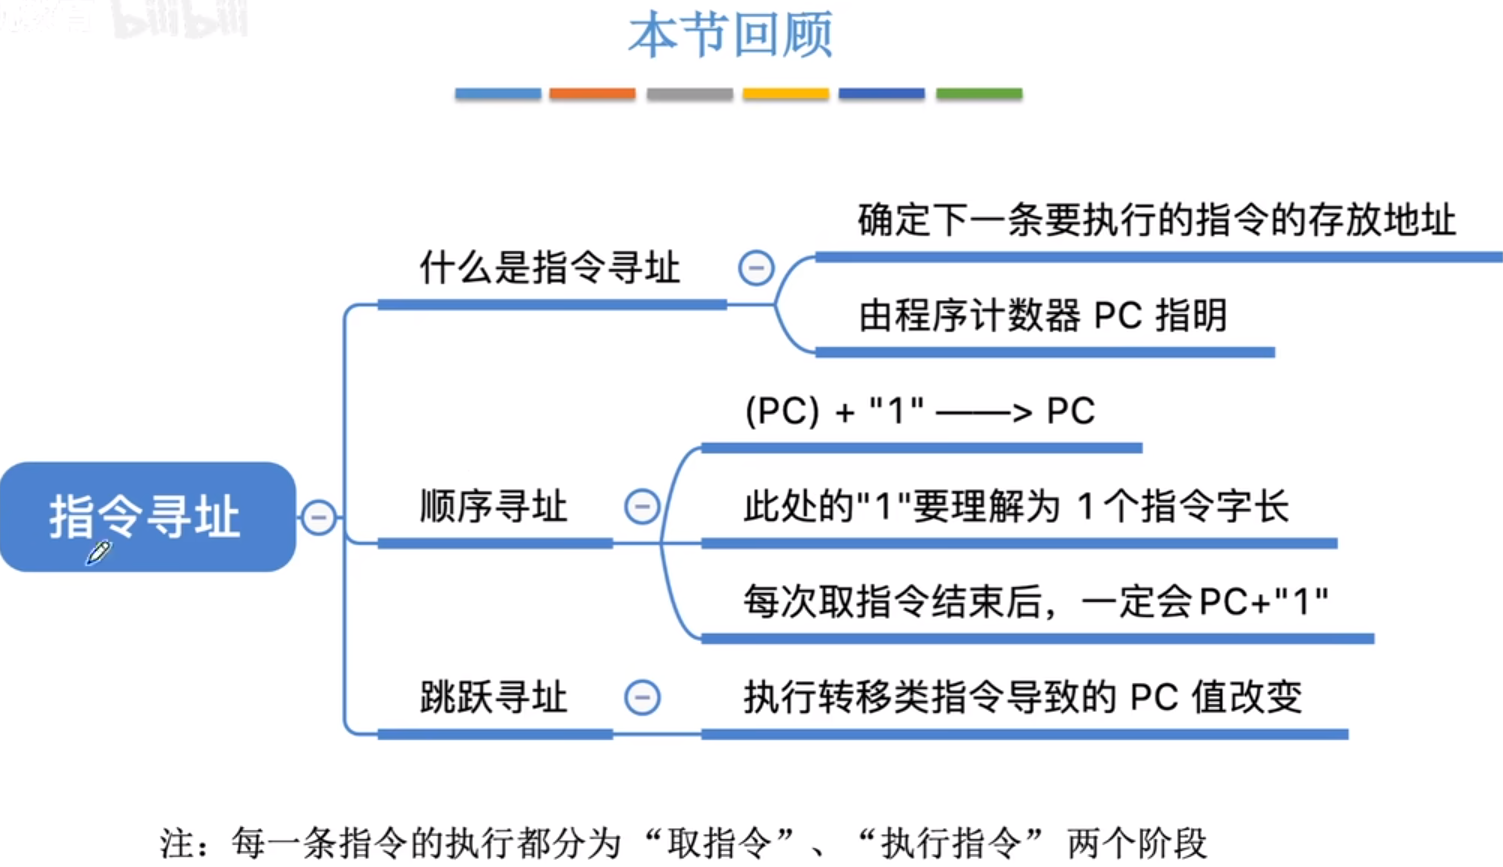 bilibili
本节回顾
确定下一条要执行的指令的存放地址
什么是指令寻址
由程序计数器 PC 指明
(PC) + "1" ——> PC
指令寻址
顺序寻址
此处的"1"要理解为 1个指令字长
每次取指令结束后，一定会PC+"1"
跳跃寻址
执行转移类指令导致的 PC 值改变
注：每一条指令的执行都分为“取指令”、“执行指令” 两个阶段